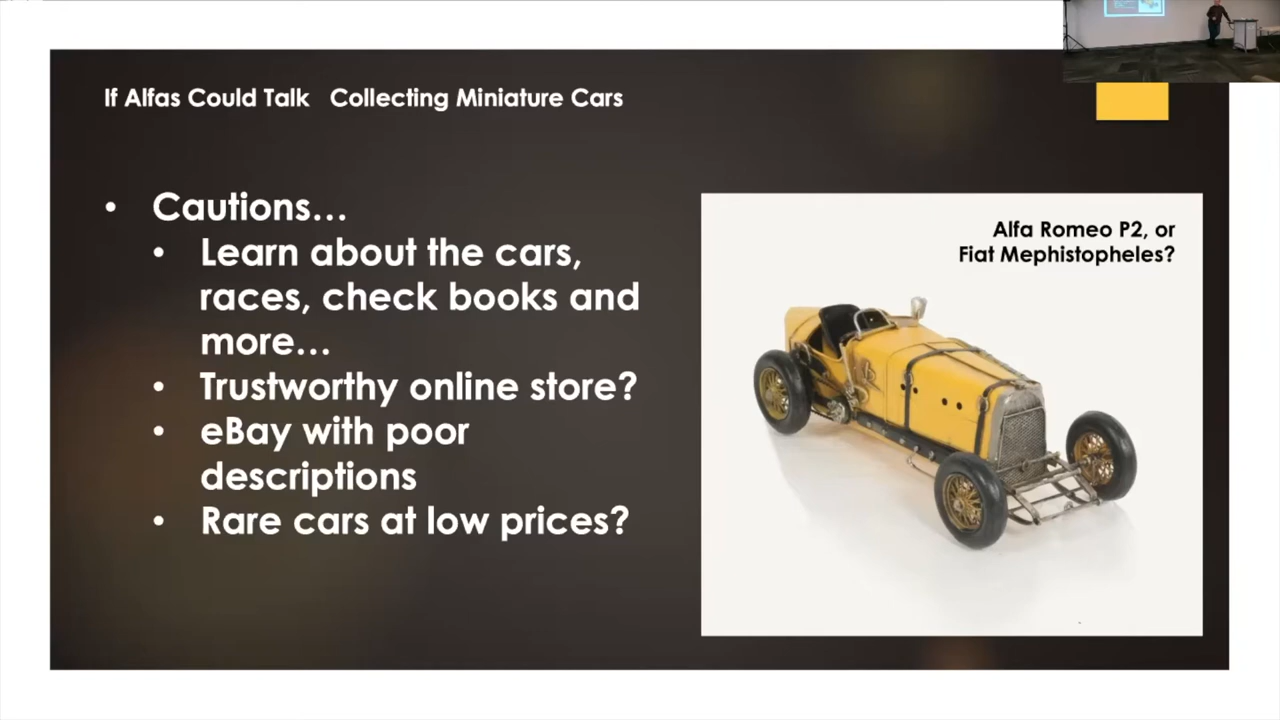 If Alfas Could Talk   Collecting Miniature Cars
• Cautions...
• Learn about the cars,
races, check books and
more...
• Trustworthy online store?
• eBay with poor
descriptions
• Rare cars at low prices?
Alfa Romeo P2, or
Fiat Mephistopheles?